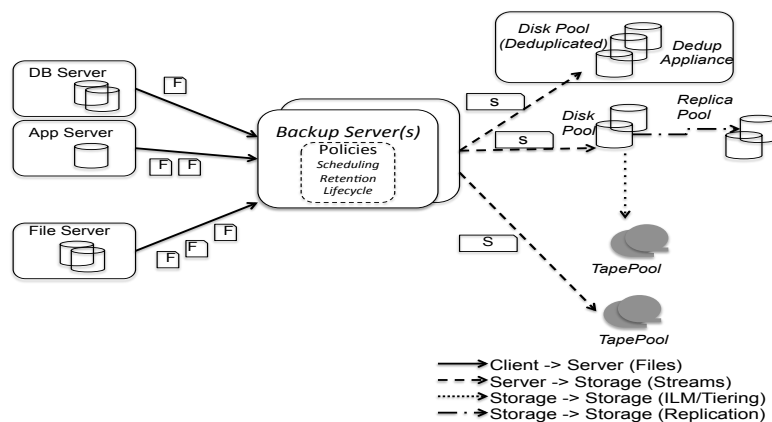 DB Server
F
App Server
F F
File Server
F
F
F
Backup Server(s)
Policies
Scheduling
Retention
Lifecycle
s
s
S
Disk Pool
(Deduplicated)
Dedup
Appliance
Disk
Pool
Replica
Pool
TapePool
TapePool
Client -> Server (Files)
Server -> Storage (Streams)
Storage -> Storage (ILM/Tiering)
Storage -> Storage (Replication)